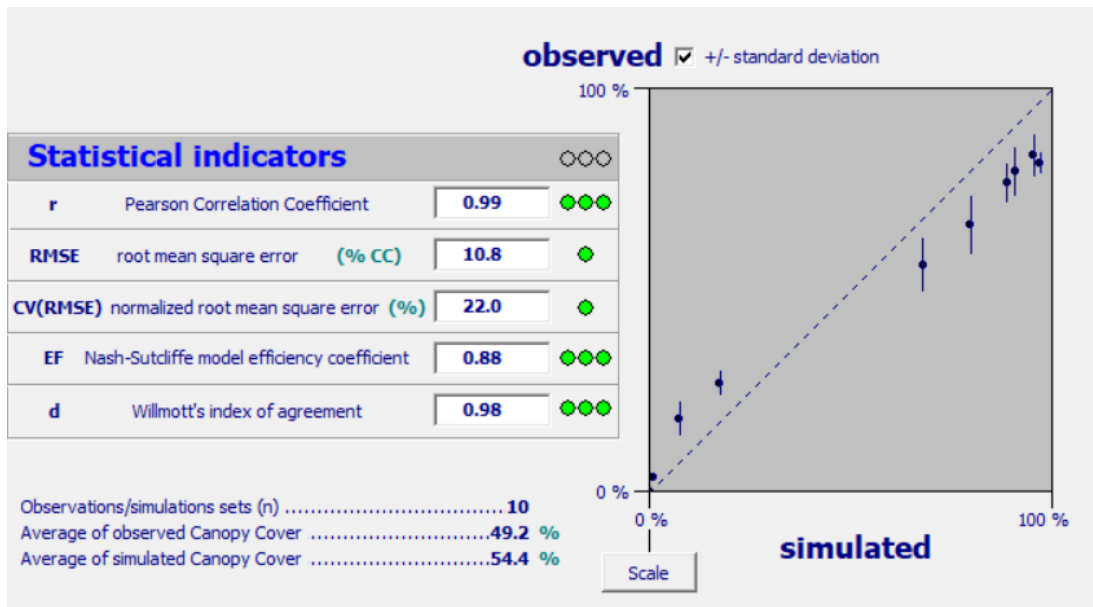 observed +/- standard deviation
100 %
Statistical indicators
r Pearson Correlation Coefficient 0.99
RMSE root mean square error (% CC) 10.8
CV(RMSE) normalized root mean square error (%) 22.0
EF Nash-Sutcliffe model efficiency coefficient 0.88
d Willmott's index of agreement 0.98
0 %
0 % 100 %
simulated
Scale
Observations/simulations sets (n) .................................. 10
Average of observed Canopy Cover ............................49.2 %
Average of simulated Canopy Cover ............................54.4 %